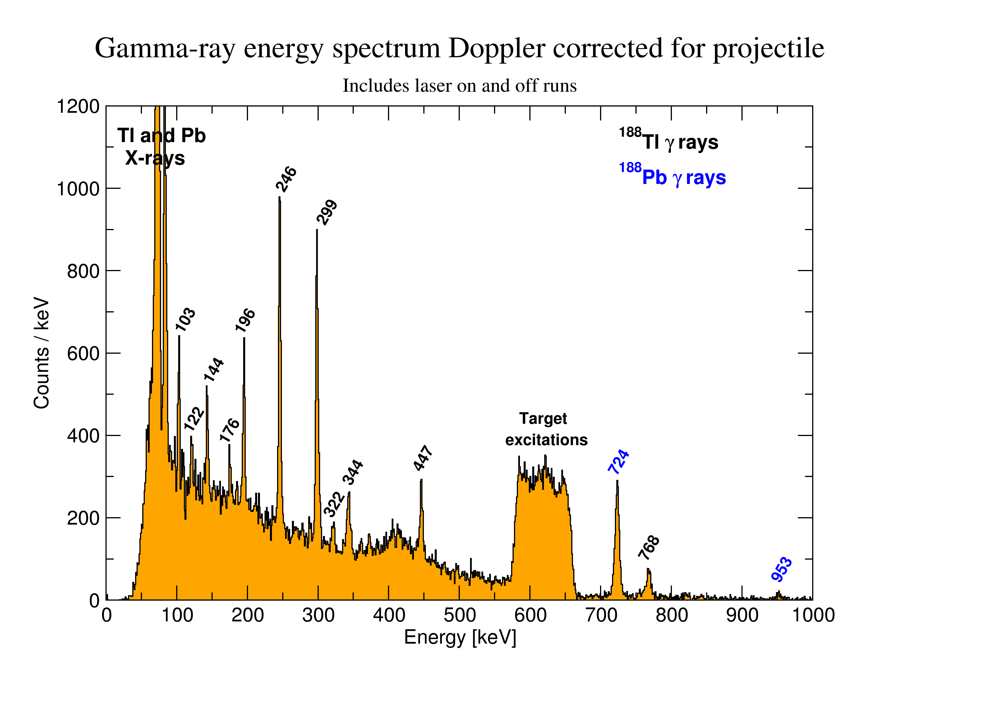 Gamma-ray energy spectrum Doppler corrected for projectile
Includes laser on and off runs
Tl and Pb
X-rays
¹⁸⁸Tl γ rays
¹⁸⁸Pb γ rays
103
122
144
176
196
246
299
322
344
447
Target
excitations
724
768
953
Counts / keV
1200
1000
800
600
400
200
0
0 100 200 300 400 500 600 700 800 900 1000
Energy [keV]